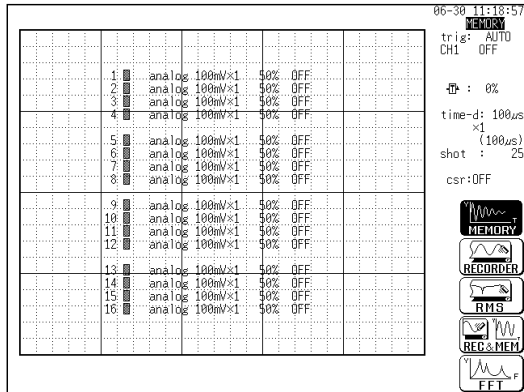 06-30 11:18:57
MEMORY
trig: AUTO
CH1 OFF
T : 0%
time-d: 100μs
×1
(100μs)
shot : 25
csr:OFF
1 analog 100mV×1 50% OFF
2 analog 100mV×1 50% OFF
3 analog 100mV×1 50% OFF
4 analog 100mV×1 50% OFF
5 analog 100mV×1 50% OFF
6 analog 100mV×1 50% OFF
7 analog 100mV×1 50% OFF
8 analog 100mV×1 50% OFF
9 analog 100mV×1 50% OFF
10 analog 100mV×1 50% OFF
11 analog 100mV×1 50% OFF
12 analog 100mV×1 50% OFF
13 analog 100mV×1 50% OFF
14 analog 100mV×1 50% OFF
15 analog 100mV×1 50% OFF
16 analog 100mV×1 50% OFF
Y T
MEMORY
RECORDER
RMS
REC&MEM
Y F
FFT